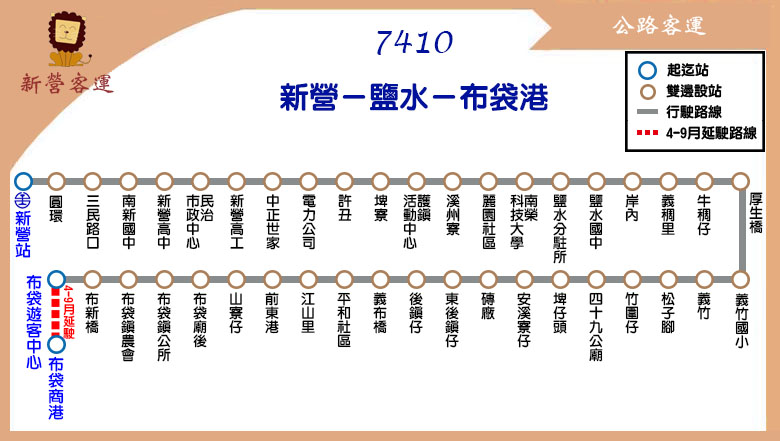 7410
公路客運
新營客運
新營－鹽水－布袋港
起迄站
雙邊設站
行駛路線
4-9月延駛路線
新營站
圓環
三民路口
南新國中
新營高中
民治
市政中心
新營高工
中正世家
電力公司
許丑
埤寮
護鎮
活動中心
溪州寮
麗園社區
南榮
科技大學
鹽水分駐所
鹽水國中
岸內
義稠里
牛稠仔
厚生橋
義竹國小
義竹
松子腳
竹圍仔
四十九公廟
埤仔頭
安溪寮仔
磚廠
東後鎮仔
後鎮仔
義布橋
平和社區
江山里
前東港
山寮仔
布袋廟後
布袋鎮公所
布袋鎮農會
布新橋
布袋遊客中心
4-9月延駛
布袋商港